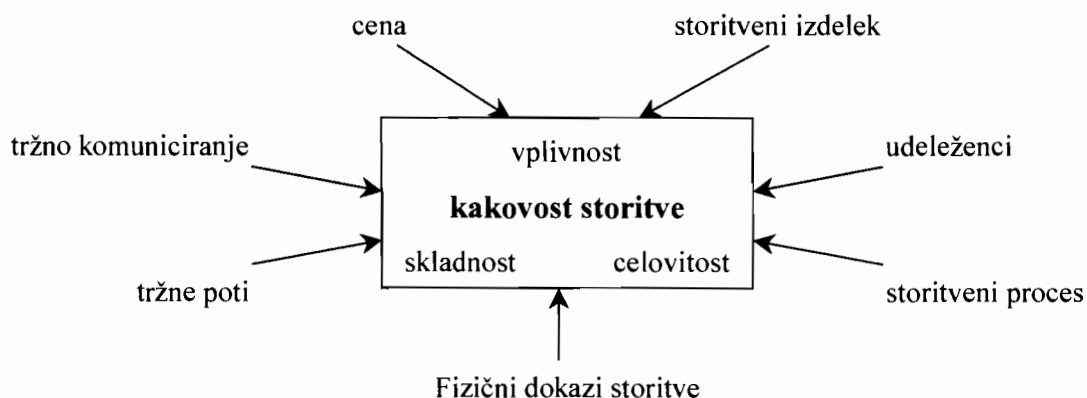 cena
storitveni izdelek
tržno komuniciranje
vplivnost
udeleženci
kakovost storitve
skladnost
celovitost
tržne poti
storitveni proces
Fizični dokazi storitve